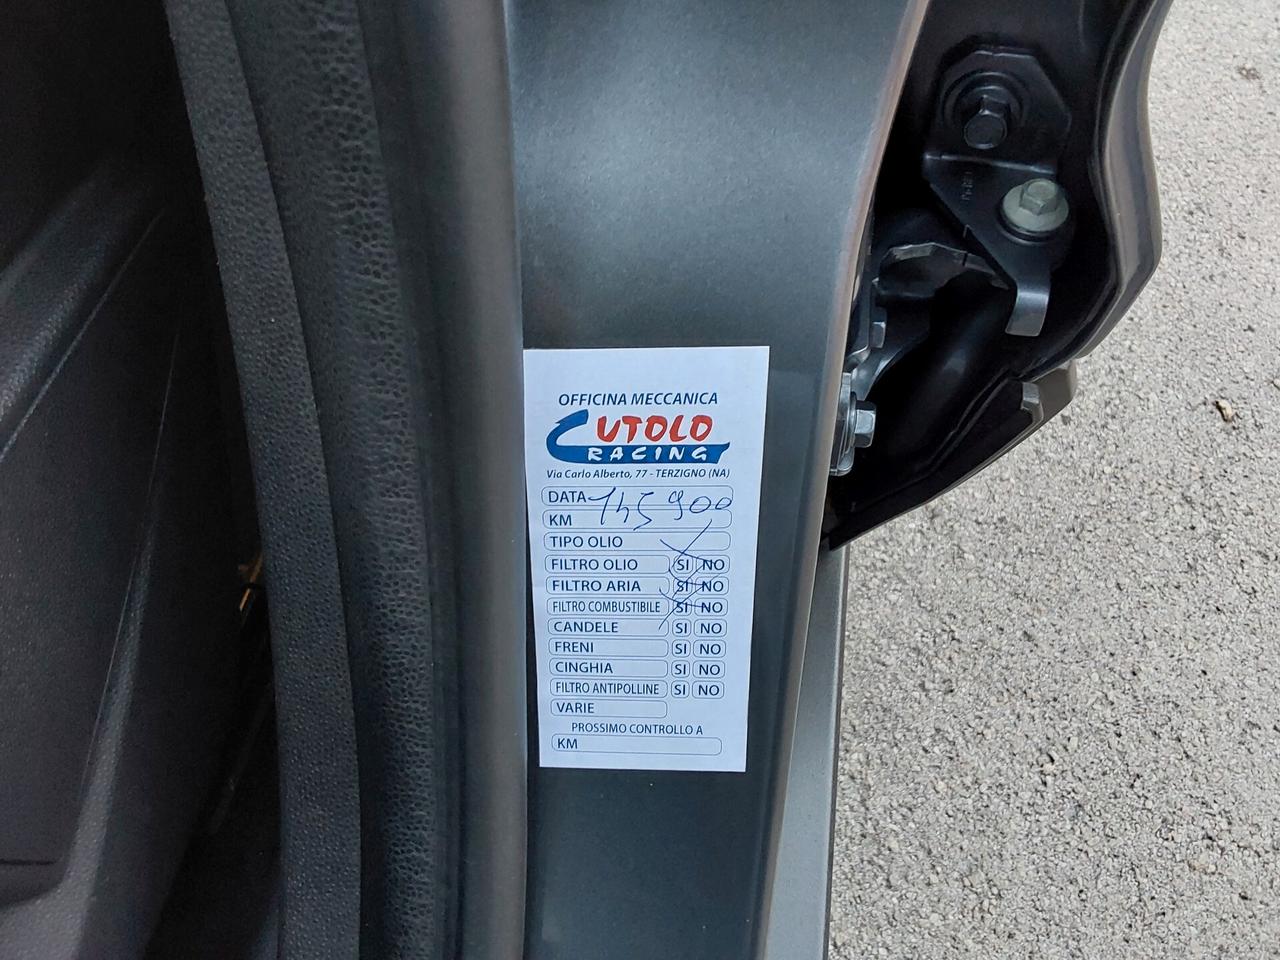 OFFICINA MECCANICA
CUTOLO
RACING
Via Carlo Alberto, 77 - TERZIGNO (NA)
DATA
KM 145900
TIPO OLIO
FILTRO OLIO SI NO
FILTRO ARIA SI NO
FILTRO COMBUSTIBILE SI NO
CANDELE SI NO
FRENI SI NO
CINGHIA SI NO
FILTRO ANTIPOLLINE SI NO
VARIE
PROSSIMO CONTROLLO A
KM